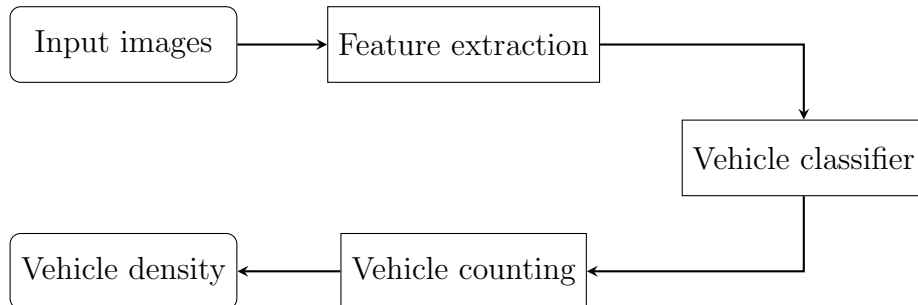 Input images
Feature extraction
Vehicle classifier
Vehicle counting
Vehicle density